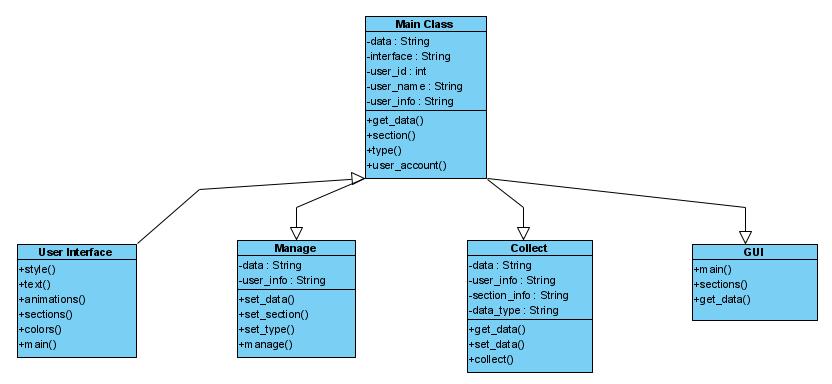 Main Class
-data : String
-interface : String
-user_id : int
-user_name : String
-user_info : String
+get_data()
+section()
+type()
+user_account()
User Interface
+style()
+text()
+animations()
+sections()
+colors()
+main()
Manage
-data : String
-user_info : String
+set_data()
+set_section()
+set_type()
+manage()
Collect
-data : String
-user_info : String
-section_info : String
-data_type : String
+get_data()
+set_data()
+collect()
GUI
+main()
+sections()
+get_data()